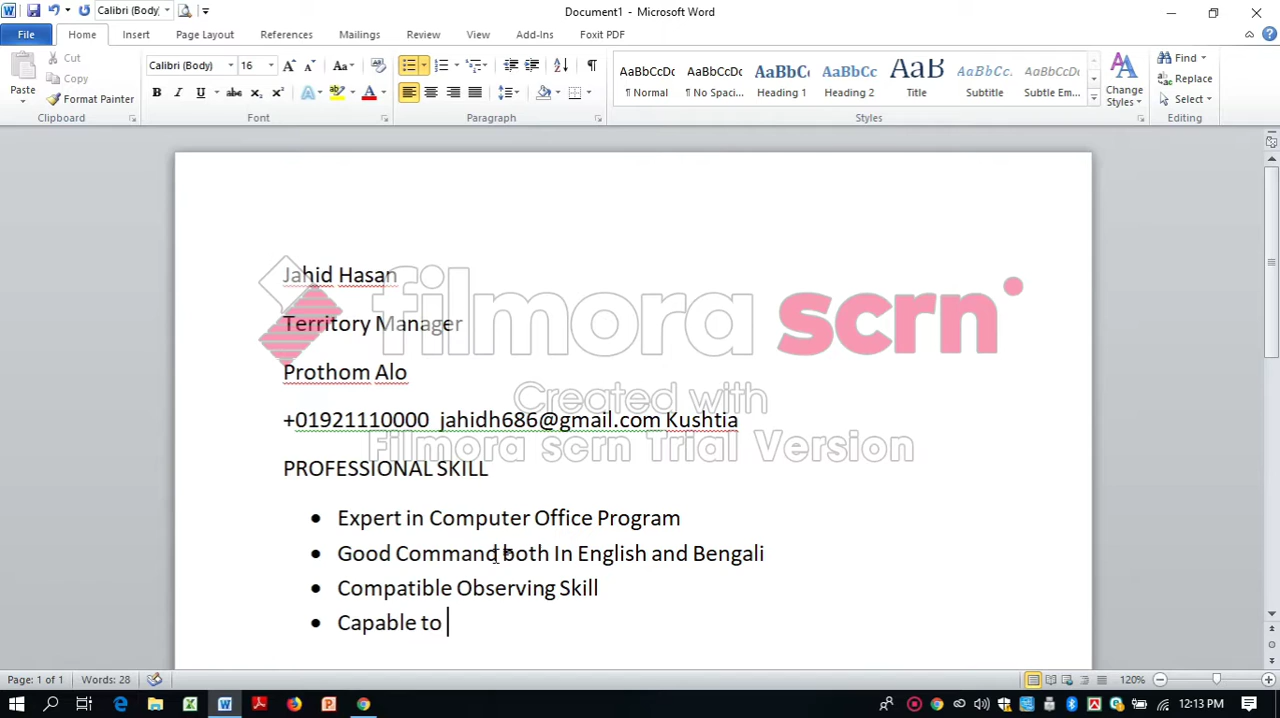 Calibri (Body)
Document1 - Microsoft Word
File Home Insert Page Layout References Mailings Review View Add-Ins Foxit PDF
Paste
Cut
Copy
Format Painter
Clipboard
Calibri (Body) 16
Font
Paragraph
AaBbCcDc AaBbCcDc AaBbCc AaBbCc AaB AaBbCcL AaBbCcDc
¶ Normal ¶ No Spaci... Heading 1 Heading 2 Title Subtitle Subtle Em...
Styles
Change Styles
Find
Replace
Select
Editing
Jahid Hasan
filmora scrn
Territory Manager
Prothom Alo
Created with
+01921110000 jahidh686@gmail.com Kushtia
Filmora scrn Trial Version
PROFESSIONAL SKILL
• Expert in Computer Office Program
• Good Command both In English and Bengali
• Compatible Observing Skill
• Capable to
Page: 1 of 1 Words: 28 120%
12:13 PM